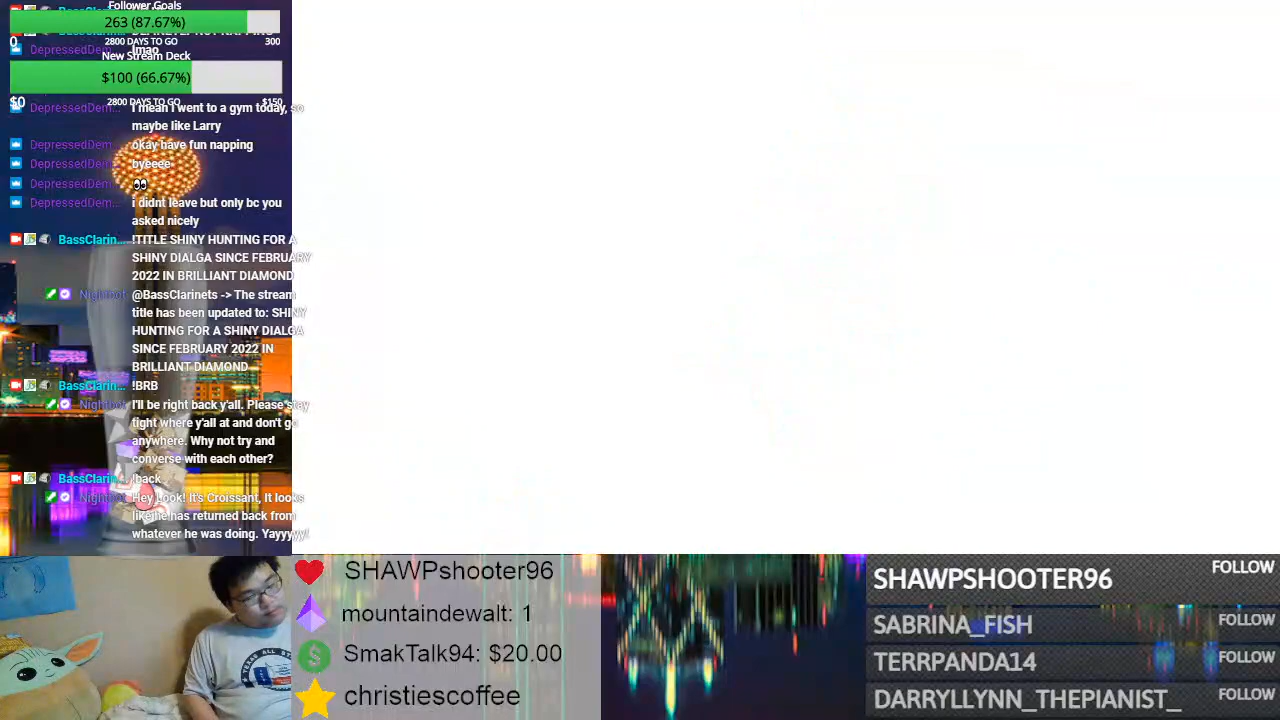 Follower Goals
263 (87.67%)
0 2800 DAYS TO GO 300
DepressedDem... lmao
New Stream Deck
$100 (66.67%)
$0 2800 DAYS TO GO $150
DepressedDem... I mean i went to a gym today, so
maybe like Larry
DepressedDem... okay have fun napping
DepressedDem... byeeee
DepressedDem... 👀
DepressedDem... i didnt leave but only bc you
asked nicely
BassClarin... !TITLE SHINY HUNTING FOR A
SHINY DIALGA SINCE FEBRUARY
2022 IN BRILLIANT DIAMOND
Nightbot @BassClarinets -> The stream
title has been updated to: SHINY
HUNTING FOR A SHINY DIALGA
SINCE FEBRUARY 2022 IN
BRILLIANT DIAMOND
BassClarin... !BRB
Nightbot I'll be right back y'all. Please stay
tight where y'all at and don't go
anywhere. Why not try and
converse with each other?
BassClarin... !back
Nightbot Hey Look! It's Croissant, It looks
like he has returned back from
whatever he was doing. Yayyyyy!
SHAWPshooter96
mountaindewalt: 1
SmakTalk94: $20.00
christiescoffee
SHAWPSHOOTER96 FOLLOW
SABRINA_FISH FOLLOW
TERRPANDA14 FOLLOW
DARRYLLYNN_THEPIANIST_ FOLLOW